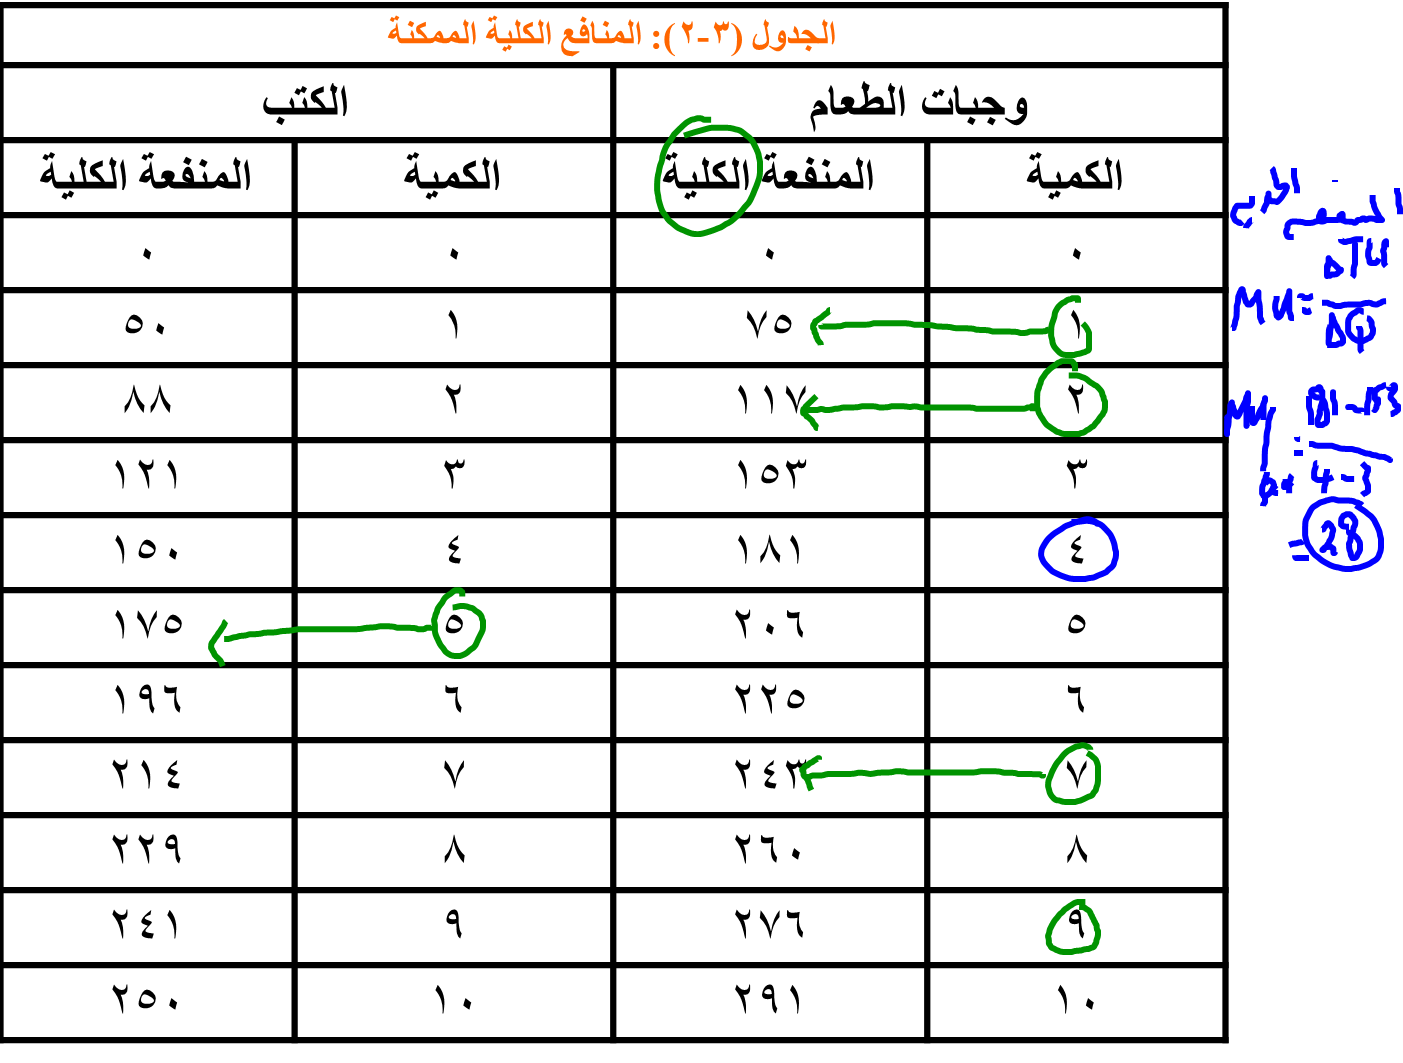 الجدول (٣-٢): المنافع الكلية الممكنة
وجبات الطعام الكتب
الكمية المنفعة الكلية الكمية المنفعة الكلية
٠ ٠ ٠ ٠
١ ٧٥ ١ ٥٠
٢ ١١٧ ٢ ٨٨
٣ ١٥٣ ٣ ١٢١
٤ ١٨١ ٤ ١٥٠
٥ ٢٠٦ ٥ ١٧٥
٦ ٢٢٥ ٦ ١٩٦
٧ ٢٤٣ ٧ ٢١٤
٨ ٢٦٠ ٨ ٢٢٩
٩ ٢٧٦ ٩ ٢٤١
١٠ ٢٩١ ١٠ ٢٥٠
ΔTU
MU=
ΔQ
MU 181-153
=
4-3
=28